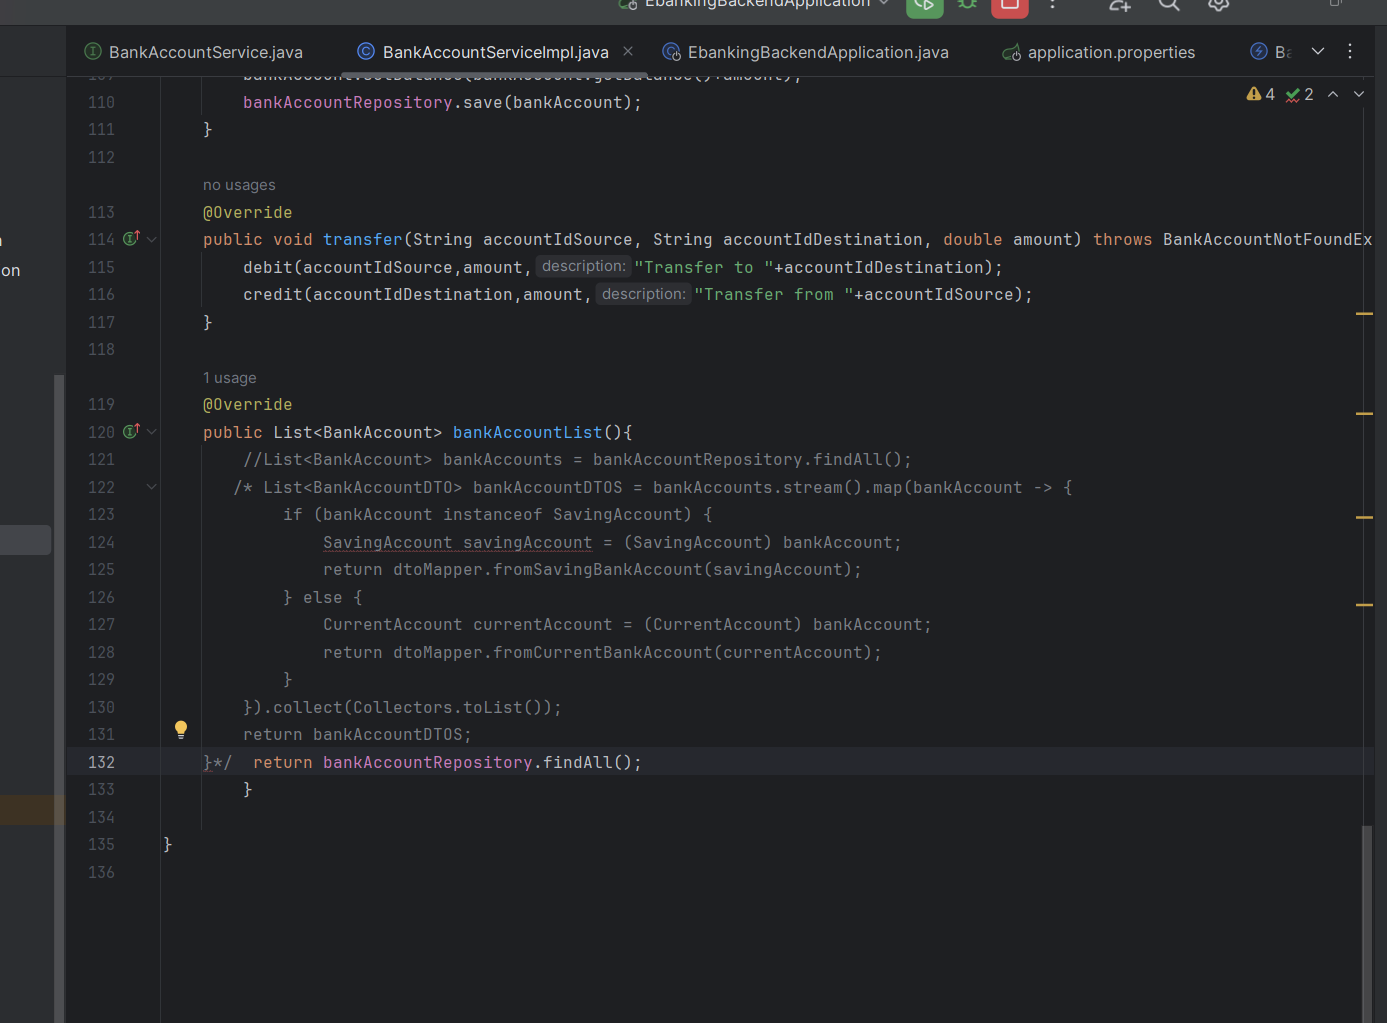 EbankingBackendApplication
BankAccountService.java BankAccountServiceImpl.java EbankingBackendApplication.java application.properties
on
4 2
110 bankAccountRepository.save(bankAccount);
111 }
112
no usages
113 @Override
114 public void transfer(String accountIdSource, String accountIdDestination, double amount) throws BankAccountNotFoundEx
115 debit(accountIdSource,amount, description: "Transfer to "+accountIdDestination);
116 credit(accountIdDestination,amount, description: "Transfer from "+accountIdSource);
117 }
118
1 usage
119 @Override
120 public List<BankAccount> bankAccountList(){
121 //List<BankAccount> bankAccounts = bankAccountRepository.findAll();
122 /* List<BankAccountDTO> bankAccountDTOS = bankAccounts.stream().map(bankAccount -> {
123 if (bankAccount instanceof SavingAccount) {
124 SavingAccount savingAccount = (SavingAccount) bankAccount;
125 return dtoMapper.fromSavingBankAccount(savingAccount);
126 } else {
127 CurrentAccount currentAccount = (CurrentAccount) bankAccount;
128 return dtoMapper.fromCurrentBankAccount(currentAccount);
129 }
130 }).collect(Collectors.toList());
131 return bankAccountDTOS;
132 }*/ return bankAccountRepository.findAll();
133 }
134
135 }
136